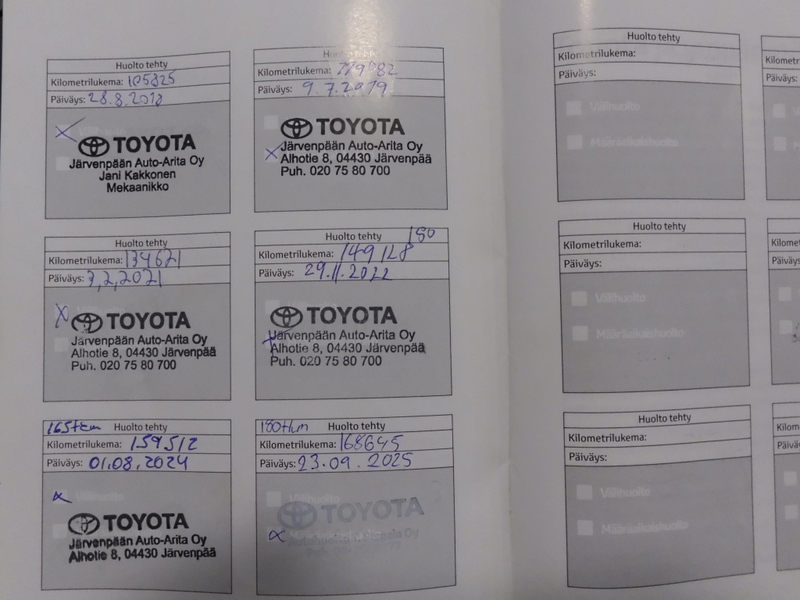 Huolto tehty
Kilometrilukema: 105825
Päiväys: 28.8.2018
TOYOTA
Järvenpään Auto-Arita Oy
Jani Kakkonen
Mekaanikko
Huolto tehty
Kilometrilukema:
Päiväys: 9.7.2019
TOYOTA
Järvenpään Auto-Arita Oy
Alhotie 8, 04430 Järvenpää
Puh. 020 75 80 700
Huolto tehty
Kilometrilukema: 134621
Päiväys: 3,2,2021
TOYOTA
Järvenpään Auto-Arita Oy
Alhotie 8, 04430 Järvenpää
Puh. 020 75 80 700
Huolto tehty 180
Kilometrilukema: 149128
Päiväys: 29.11.2022
TOYOTA
Järvenpään Auto-Arita Oy
Alhotie 8, 04430 Järvenpää
Puh. 020 75 80 700
165tkm Huolto tehty
Kilometrilukema: 159512
Päiväys: 01.08.2024
TOYOTA
Järvenpään Auto-Arita Oy
Alhotie 8, 04430 Järvenpää
180tkm Huolto tehty
Kilometrilukema: 168645
Päiväys: 23.09.2025
TOYOTA
Huolto tehty
Kilometrilukema:
Päiväys:
Välihuolto
Määräaikaishuolto
Huolto tehty
Kilometrilukema:
Päiväys:
Välihuolto
Määräaikaishuolto
Huolto tehty
Kilometrilukema:
Päiväys:
Välihuolto
Määräaikaishuolto